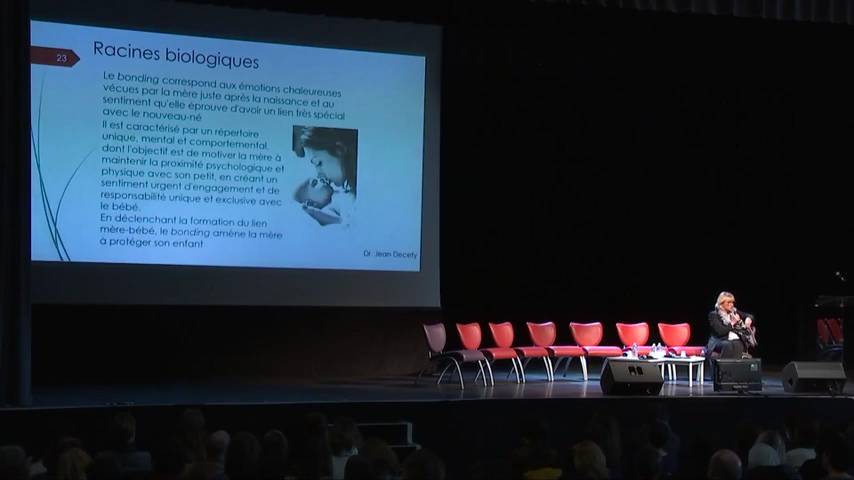 23
Racines biologiques
Le bonding correspond aux émotions chaleureuses
vécues par la mère juste après la naissance et au
sentiment qu'elle éprouve d'avoir un lien très spécial
avec le nouveau-né
Il est caractérisé par un répertoire
unique, mental et comportemental,
dont l'objectif est de motiver la mère à
maintenir la proximité psychologique et
physique avec son petit, en créant un
sentiment urgent d'engagement et de
responsabilité unique et exclusive avec
le bébé.
En déclenchant la formation du lien
mère-bébé, le bonding amène la mère
à protéger son enfant
Dr. Jean Decety